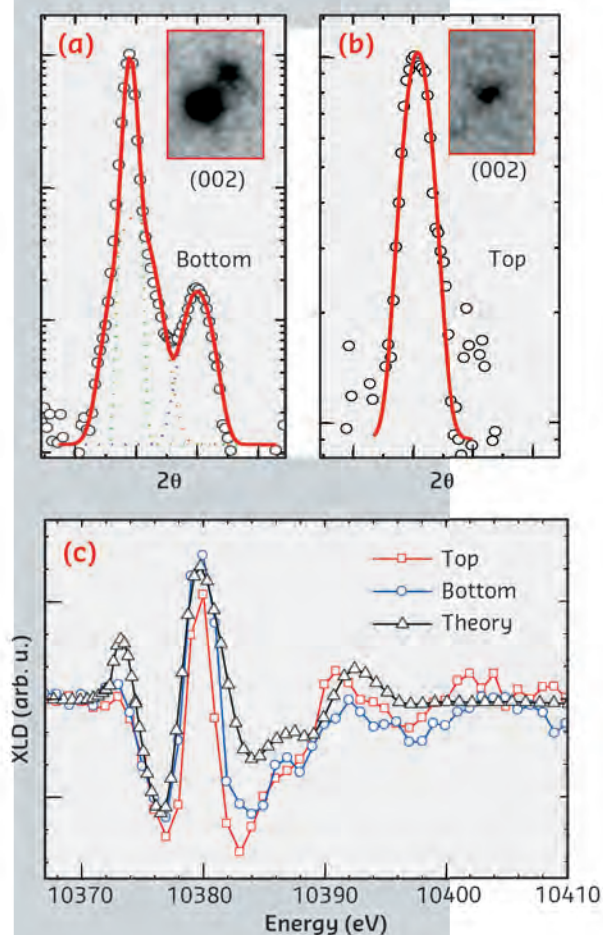 (a)
(002)
Bottom
2θ
(b)
(002)
Top
2θ
(c)
Top
Bottom
Theory
XLD (arb. u.)
10370 10380 10390 10400 10410
Energy (eV)